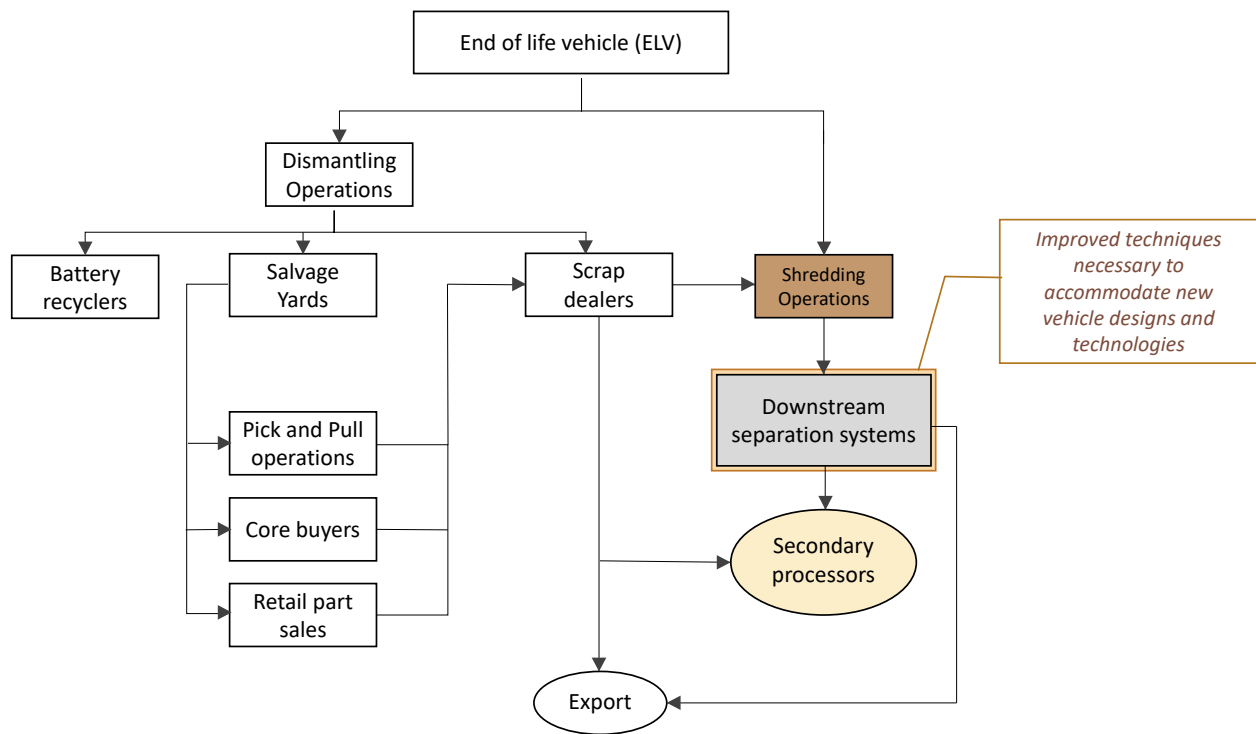 End of life vehicle (ELV)
Dismantling
Operations
Battery
recyclers
Salvage
Yards
Scrap
dealers
Shredding
Operations
Improved techniques
necessary to
accommodate new
vehicle designs and
technologies
Downstream
separation systems
Pick and Pull
operations
Core buyers
Secondary
processors
Retail part
sales
Export